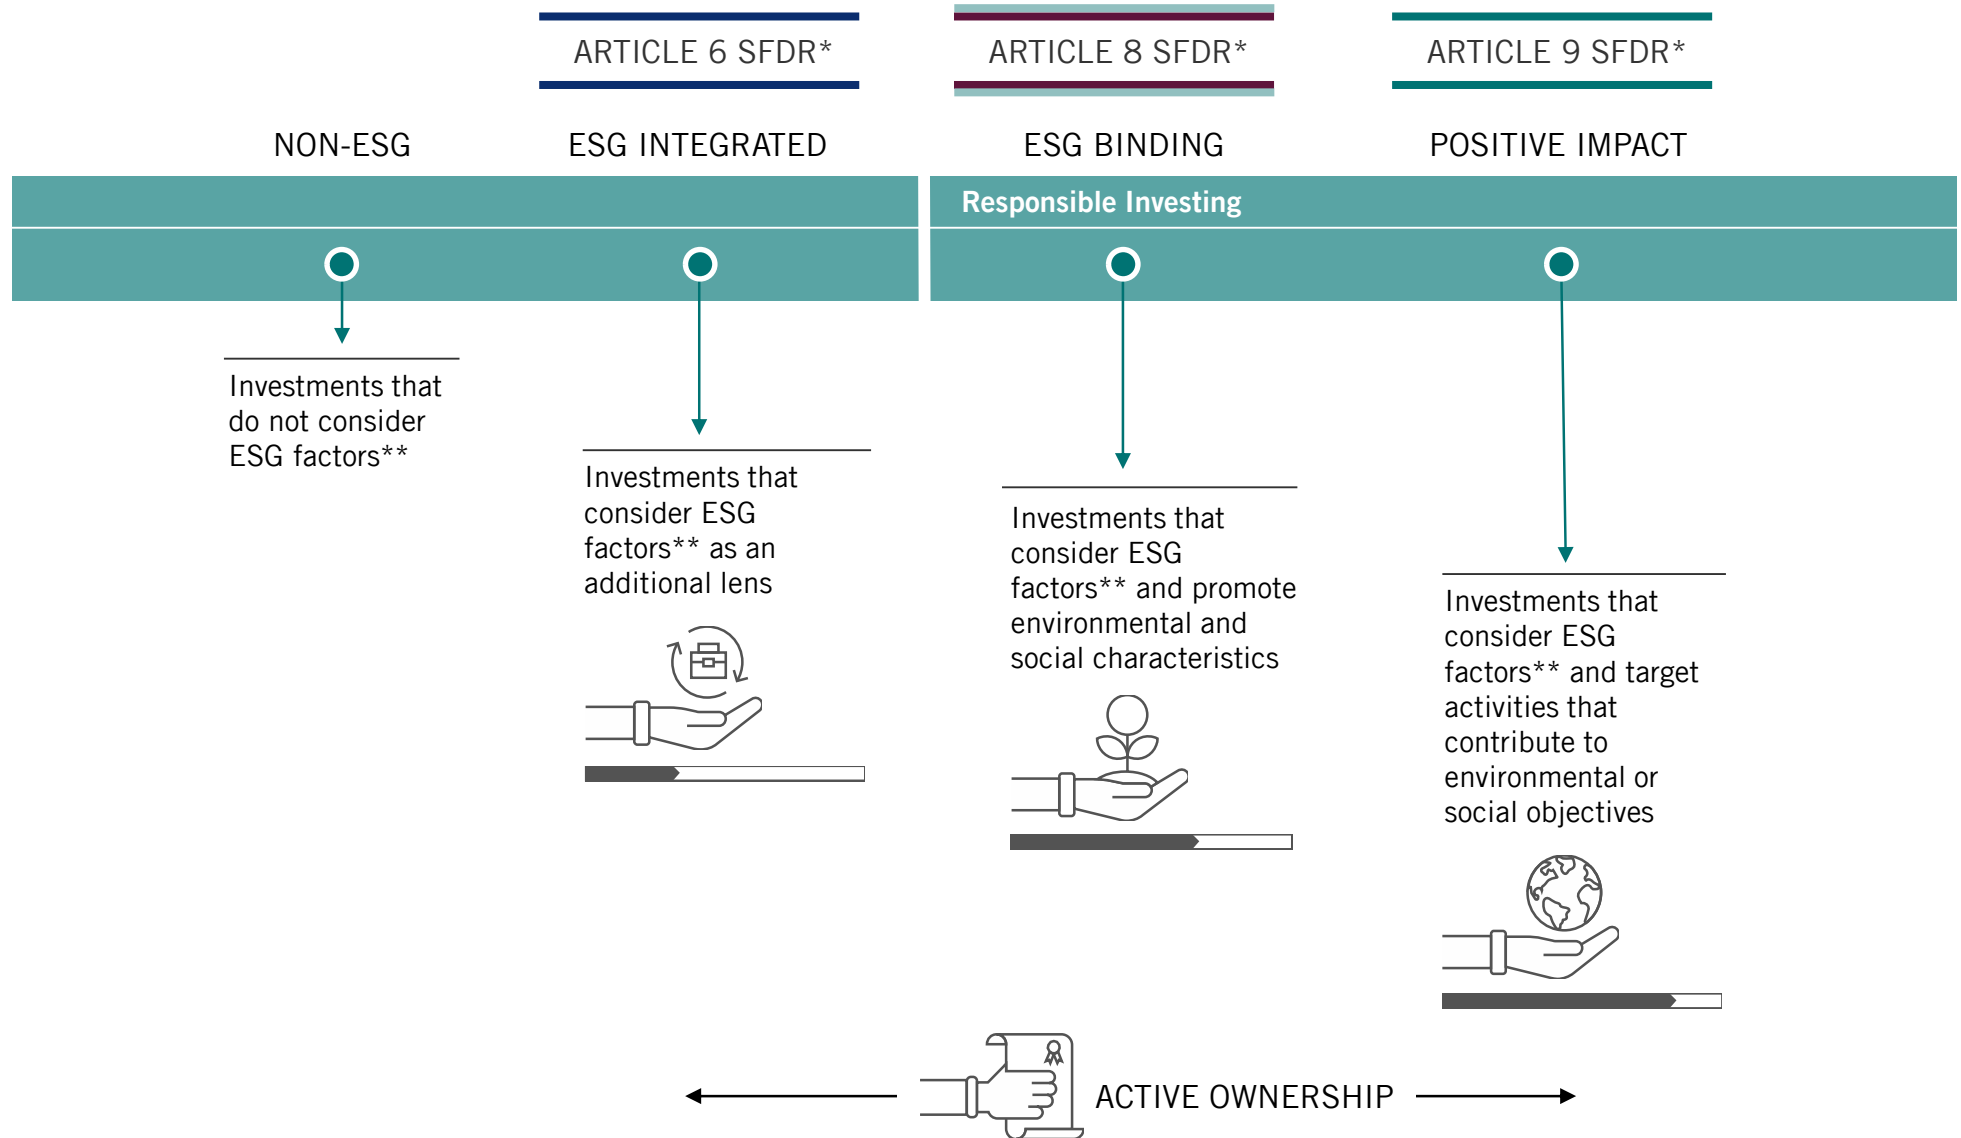 ARTICLE 6 SFDR*
ARTICLE 8 SFDR*
ARTICLE 9 SFDR*
NON-ESG
ESG INTEGRATED
ESG BINDING
POSITIVE IMPACT
Responsible Investing
Investments that
do not consider
ESG factors**
Investments that
consider ESG
factors** as an
additional lens
Investments that
consider ESG
factors** and promote
environmental and
social characteristics
Investments that
consider ESG
factors** and target
activities that
contribute to
environmental or
social objectives
ACTIVE OWNERSHIP